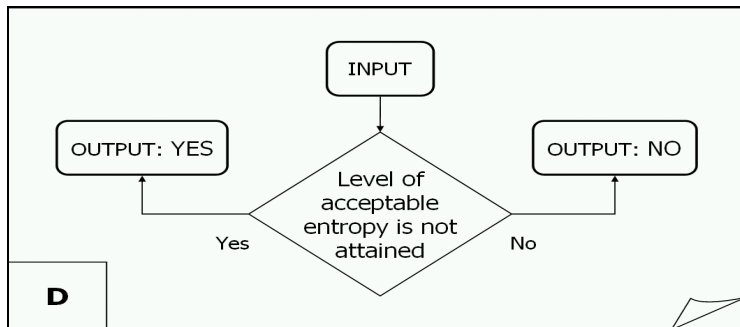 INPUT
OUTPUT: YES
OUTPUT: NO
Level of
acceptable
entropy is not
attained
Yes
No
D